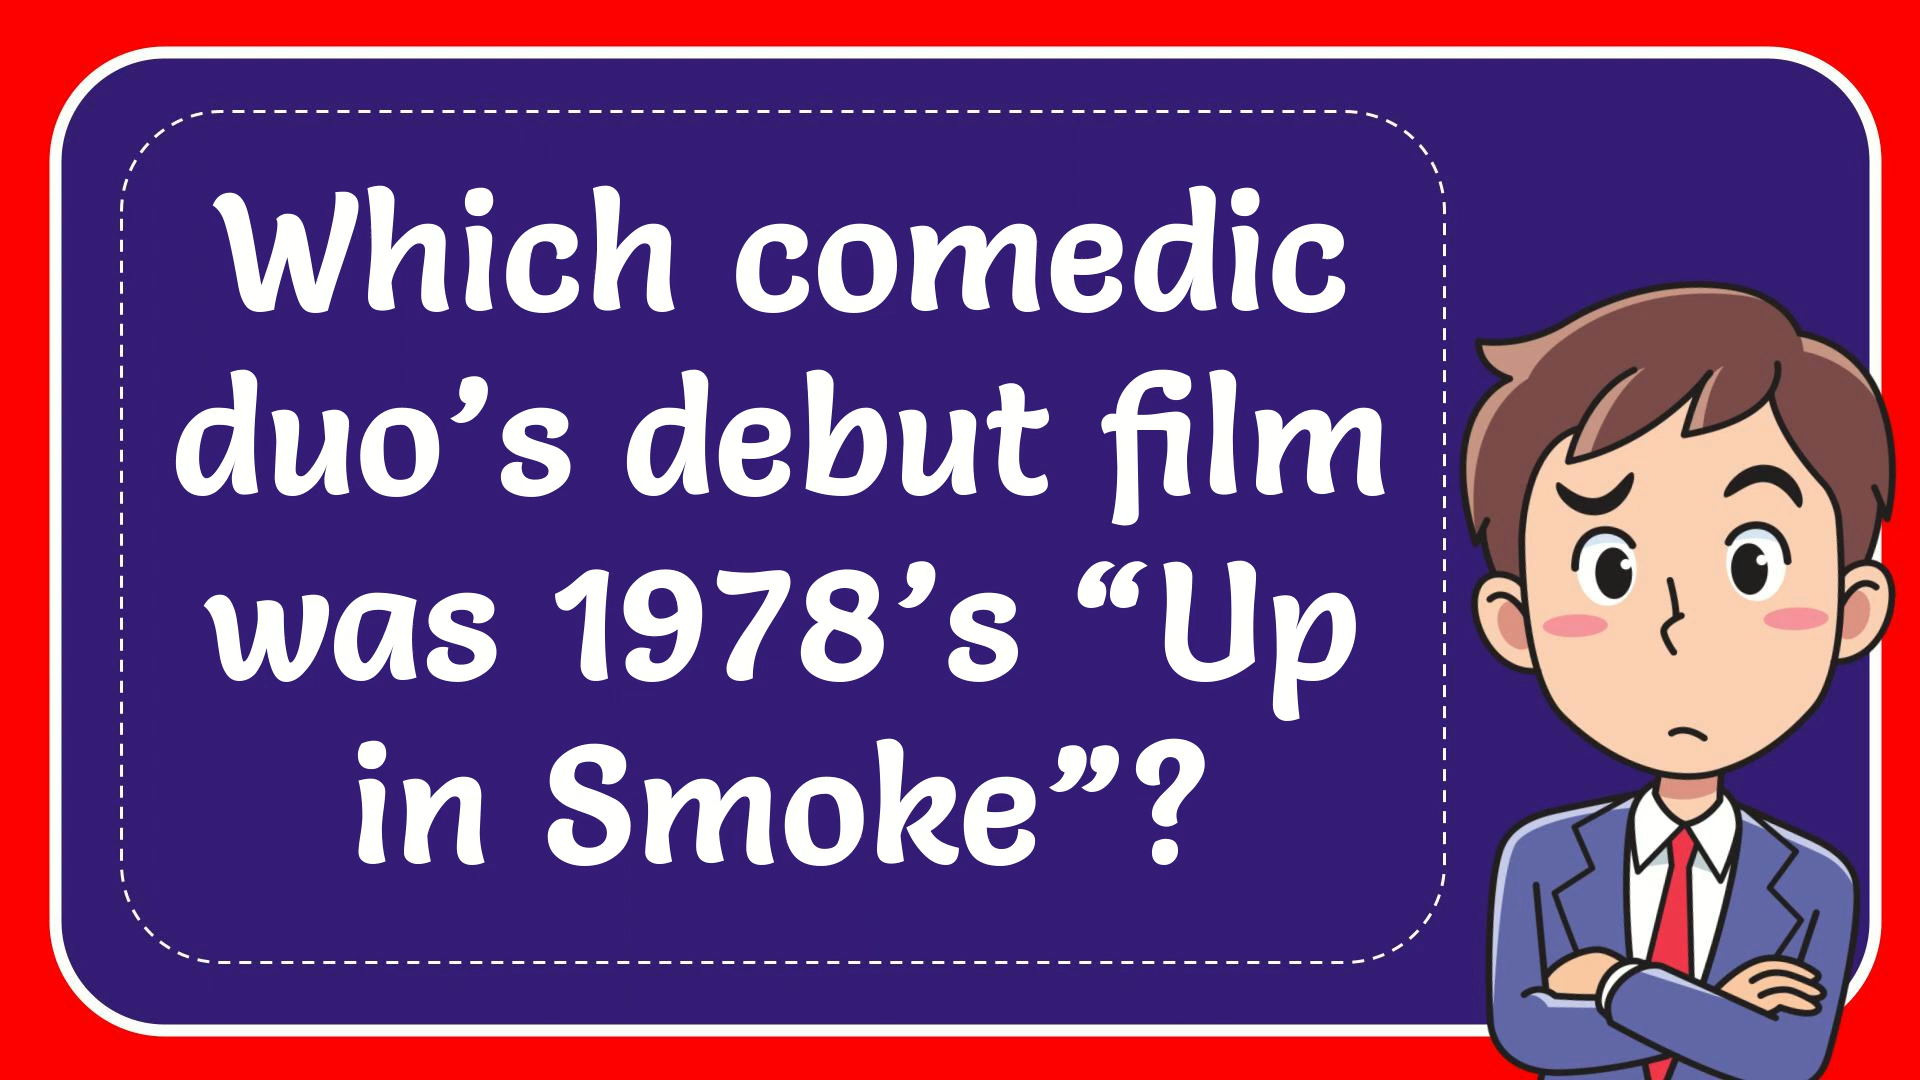 Which comedic
duo’s debut film
was 1978’s “Up
in Smoke”?